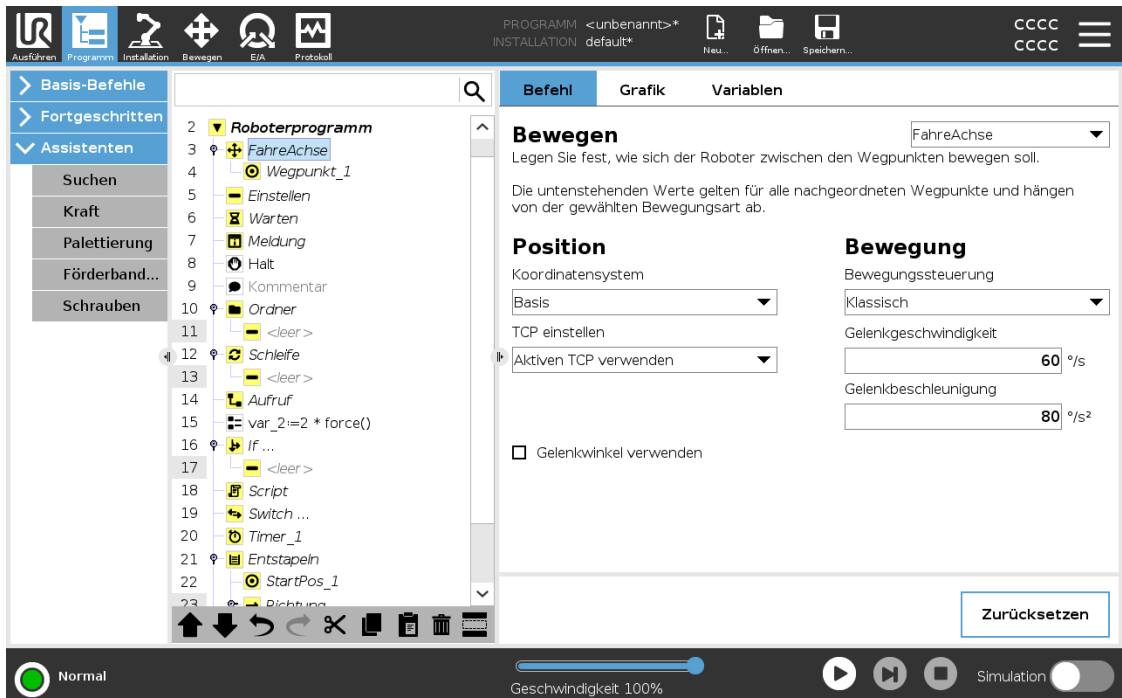 UR
PROGRAMM <unbenannt>*
INSTALLATION default*
CCCC
CCCC
Ausführen Programm Installation Bewegen E/A Protokoll Neu... Öffnen... Speichern...
Basis-Befehle
Fortgeschritten
Assistenten
Suchen
Kraft
Palettierung
Förderband...
Schrauben
2 Roboterprogramm
3 FahreAchse
4 Wegpunkt_1
5 Einstellen
6 Warten
7 Meldung
8 Halt
9 Kommentar
10 Ordner
11 <leer>
12 Schleife
13 <leer>
14 Aufruf
15 var_2:=2 * force()
16 If ...
17 <leer>
18 Script
19 Switch ...
20 Timer_1
21 Entstapeln
22 StartPos_1
23 Richtung
Befehl Grafik Variablen
Bewegen FahreAchse
Legen Sie fest, wie sich der Roboter zwischen den Wegpunkten bewegen soll.
Die untenstehenden Werte gelten für alle nachgeordneten Wegpunkte und hängen
von der gewählten Bewegungsart ab.
Position
Koordinatensystem
Basis
TCP einstellen
Aktiven TCP verwenden
Gelenkwinkel verwenden
Bewegung
Bewegungssteuerung
Klassisch
Gelenkgeschwindigkeit
60 °/s
Gelenkbeschleunigung
80 °/s²
Zurücksetzen
Normal
Geschwindigkeit 100%
Simulation